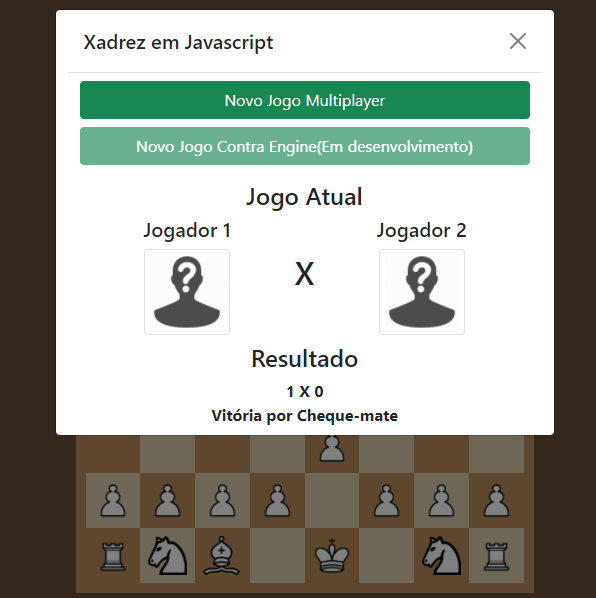 Xadrez em Javascript
Novo Jogo Multiplayer
Novo Jogo Contra Engine(Em desenvolvimento)
Jogo Atual
Jogador 1
Jogador 2
X
Resultado
1 X 0
Vitória por Cheque-mate